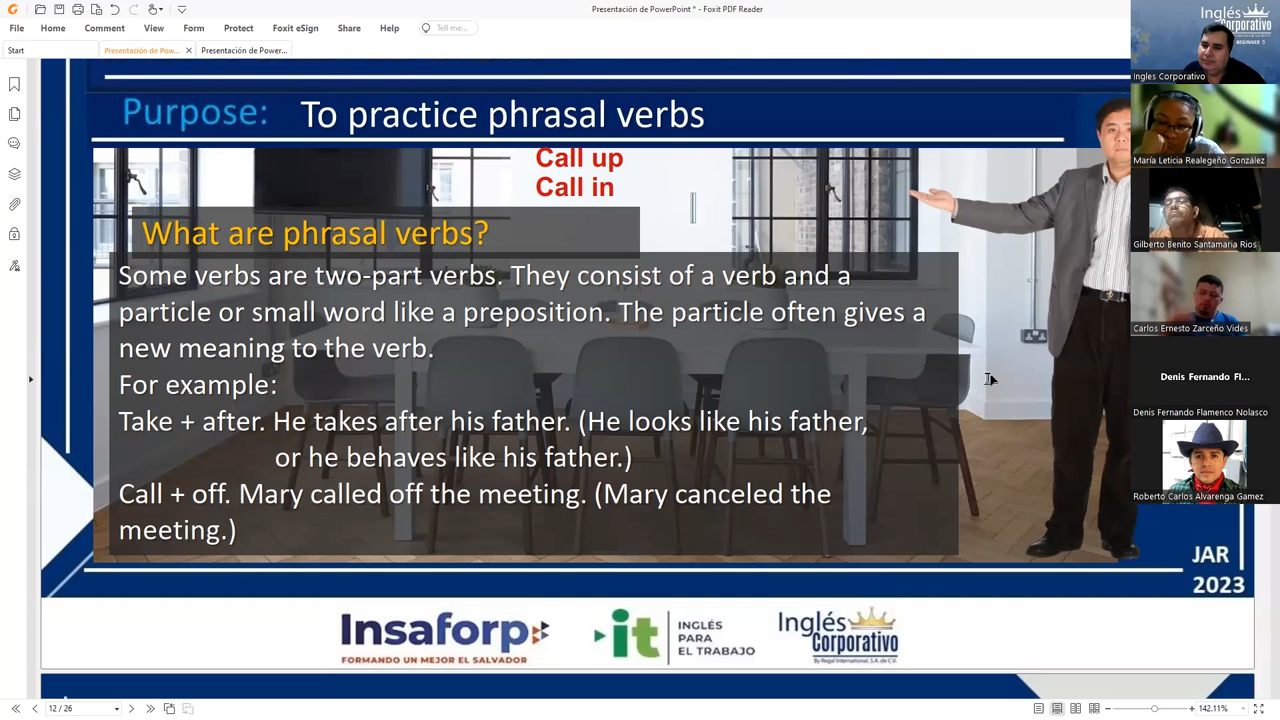 Presentación de PowerPoint * - Foxit PDF Reader
File Home Comment View Form Protect Foxit eSign Share Help Tell me...
Start Presentación de Pow... Presentación de Power...
Purpose: To practice phrasal verbs
Call up
Call in
What are phrasal verbs?
Some verbs are two-part verbs. They consist of a verb and a
particle or small word like a preposition. The particle often gives a
new meaning to the verb.
For example:
Take + after. He takes after his father. (He looks like his father,
or he behaves like his father.)
Call + off. Mary called off the meeting. (Mary canceled the
meeting.)
JAR
2023
Insaforp
FORMANDO UN MEJOR EL SALVADOR
it
INGLÉS
PARA
EL TRABAJO
Inglés
Corporativo
By Regal International, S.A. de C.V.
Inglés
Corporativo
BEGINNER 5
Ingles Corporativo
María Leticia Realegeño González
Gilberto Benito Santamaria Rios
Carlos Ernesto Zarceño Vides
Denis Fernando Fl...
Denis Fernando Flamenco Nolasco
Roberto Carlos Alvarenga Gamez
12 / 26
142.11%